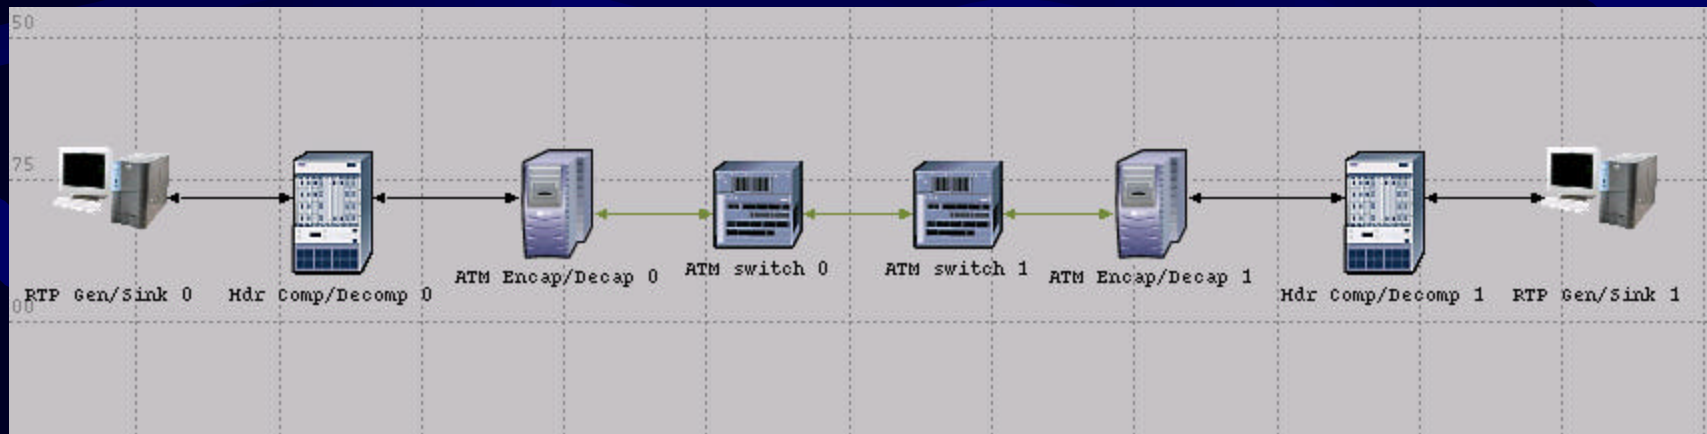 50
75
00
RTP Gen/Sink 0
Hdr Comp/Decomp 0
ATM Encap/Decap 0
ATM switch 0
ATM switch 1
ATM Encap/Decap 1
Hdr Comp/Decomp 1
RTP Gen/Sink 1